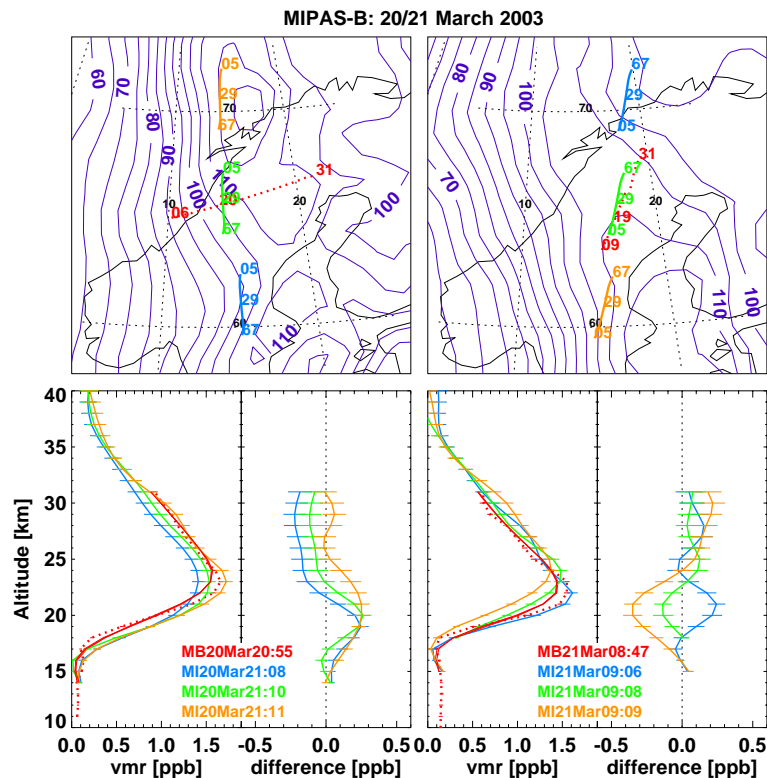 MIPAS-B: 20/21 March 2003
60
70
80
90
100
110
100
110
10
20
70
60
05
29
67
05
29
67
05
29
67
06
20
31
80
90
100
70
110
100
70
10
20
60
67
29
05
67
29
05
67
29
05
31
19
09
Altitude [km]
40
35
30
25
20
15
10
MB20Mar20:55
MI20Mar21:08
MI20Mar21:10
MI20Mar21:11
0.0 0.5 1.0 1.5
vmr [ppb]
-0.5 0.0 0.5
difference [ppb]
MB21Mar08:47
MI21Mar09:06
MI21Mar09:08
MI21Mar09:09
0.0 0.5 1.0 1.5
vmr [ppb]
-0.5 0.0 0.5
difference [ppb]